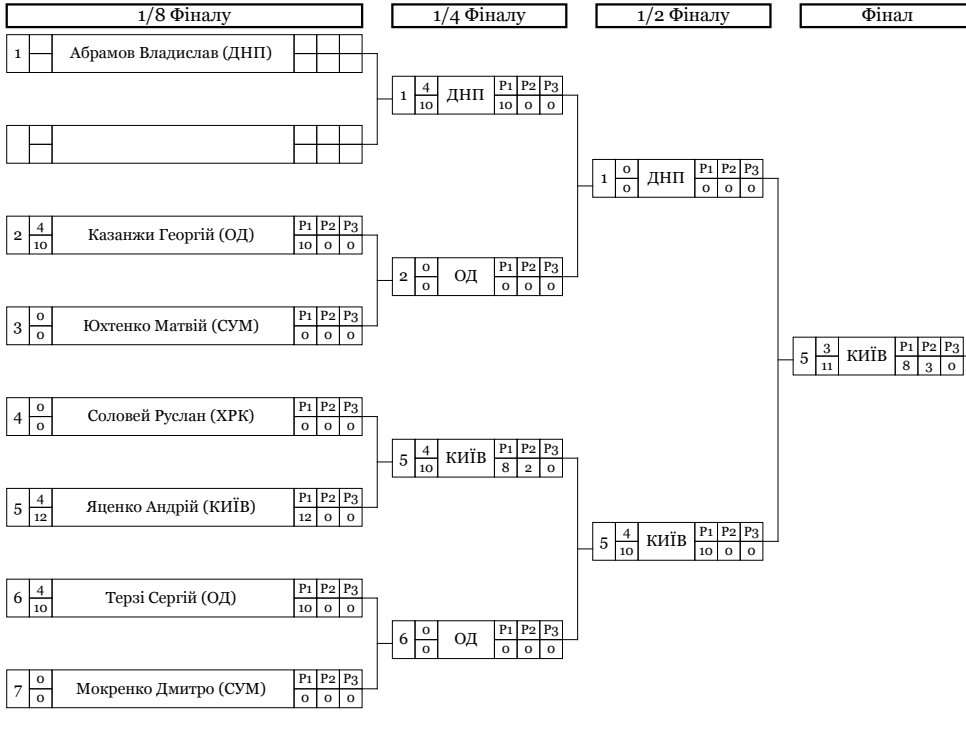 1/8 Фіналу 1/4 Фіналу 1/2 Фіналу Фінал
1 Абрамов Владислав (ДНП)
1 4 10 ДНП P1 P2 P3 10 0 0
1 0 0 ДНП P1 P2 P3 0 0 0
2 4 10 Казанжи Георгій (ОД) P1 P2 P3 10 0 0
2 0 0 ОД P1 P2 P3 0 0 0
3 0 0 Юхтенко Матвій (СУМ) P1 P2 P3 0 0 0
5 3 11 КИЇВ P1 P2 P3 8 3 0
4 0 0 Соловей Руслан (ХРК) P1 P2 P3 0 0 0
5 4 10 КИЇВ P1 P2 P3 8 2 0
5 4 12 Яценко Андрій (КИЇВ) P1 P2 P3 12 0 0
5 4 10 КИЇВ P1 P2 P3 10 0 0
6 4 10 Терзі Сергій (ОД) P1 P2 P3 10 0 0
6 0 0 ОД P1 P2 P3 0 0 0
7 0 0 Мокренко Дмитро (СУМ) P1 P2 P3 0 0 0